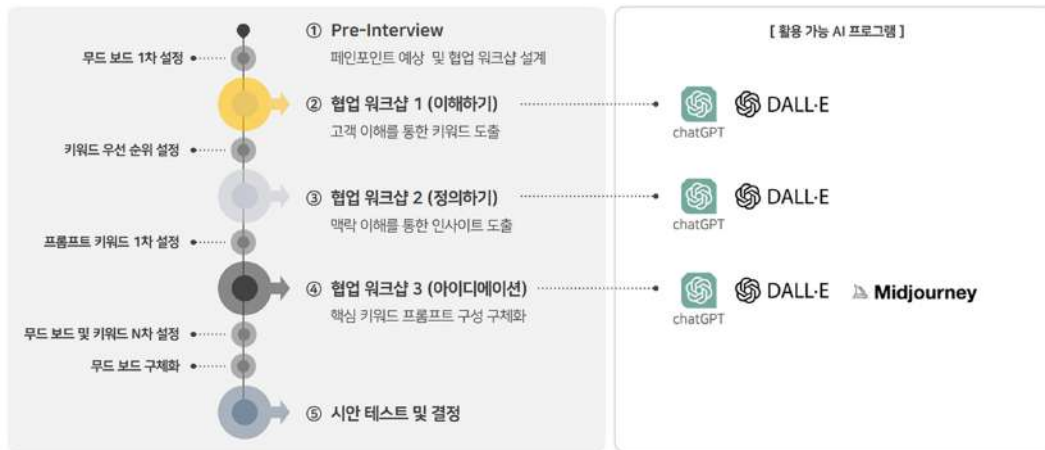 ① Pre-Interview
[ 활용 가능 AI 프로그램 ]
무드 보드 1차 설정
페인포인트 예상 및 협업 워크샵 설계
② 협업 워크샵 1 (이해하기)
DALL·E
고객 이해를 통한 키워드 도출
chatGPT
키워드 우선 순위 설정
③ 협업 워크샵 2 (정의하기)
DALL·E
맥락 이해를 통한 인사이트 도출
chatGPT
프롬프트 키워드 1차 설정
④ 협업 워크샵 3 (아이디에이션)
DALL·E
Midjourney
핵심 키워드 프롬프트 구성 구체화
chatGPT
무드 보드 및 키워드 N차 설정
무드 보드 구체화
⑤ 시안 테스트 및 결정